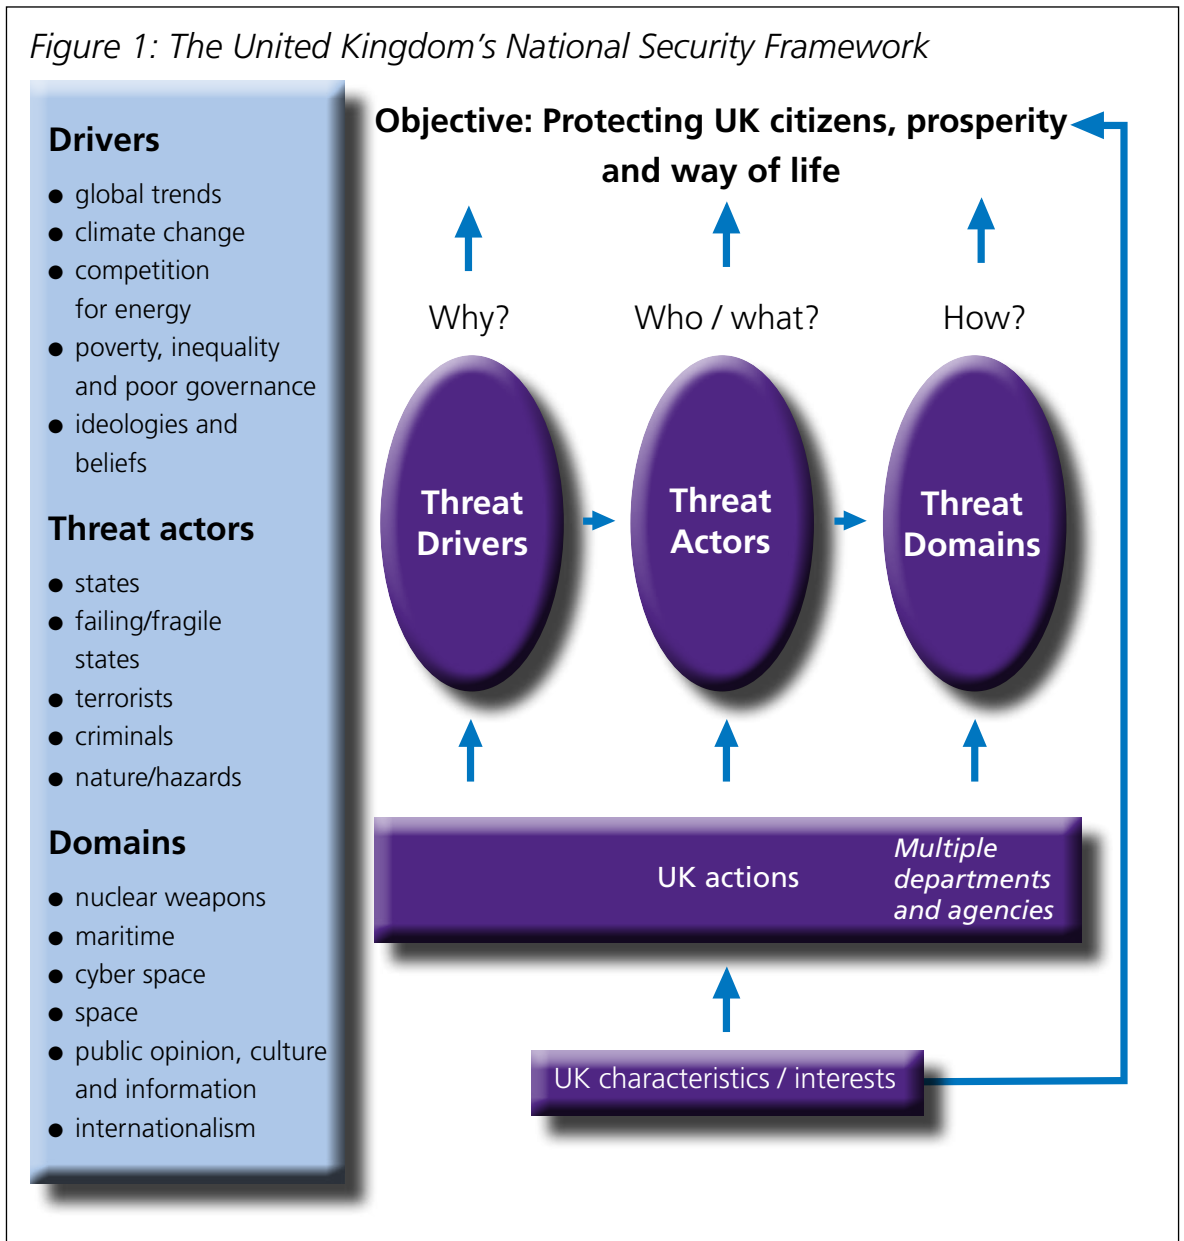 Figure 1: The United Kingdom’s National Security Framework
Drivers
● global trends
● climate change
● competition
for energy
● poverty, inequality
and poor governance
● ideologies and
beliefs
Threat actors
● states
● failing/fragile
states
● terrorists
● criminals
● nature/hazards
Domains
● nuclear weapons
● maritime
● cyber space
● space
● public opinion, culture
and information
● internationalism
Objective: Protecting UK citizens, prosperity
and way of life
Why?
Who / what?
How?
Threat
Drivers
Threat
Actors
Threat
Domains
UK actions
Multiple
departments
and agencies
UK characteristics / interests